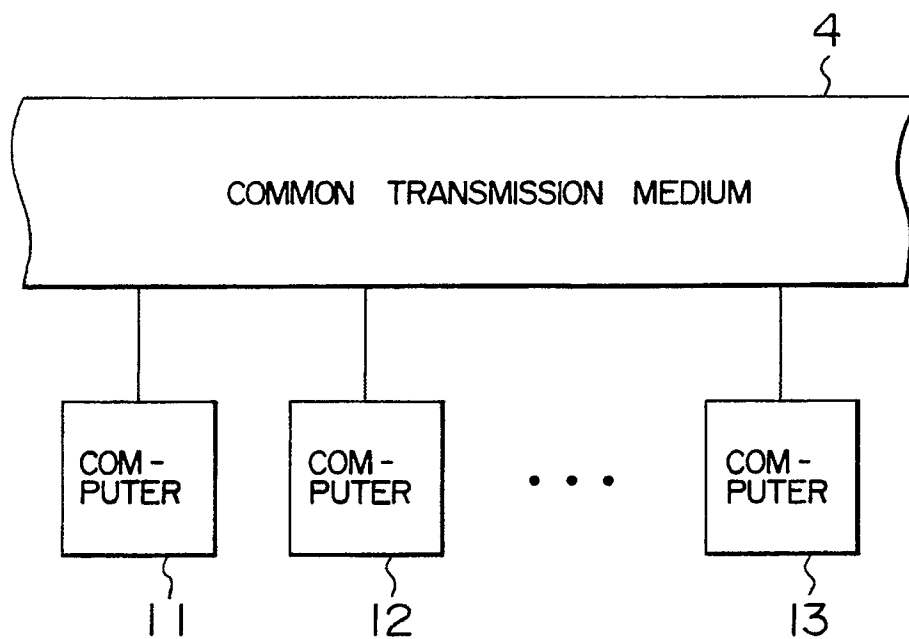 4
COMMON TRANSMISSION MEDIUM
COM-
PUTER
COM-
PUTER
• • •
COM-
PUTER
11
12
13